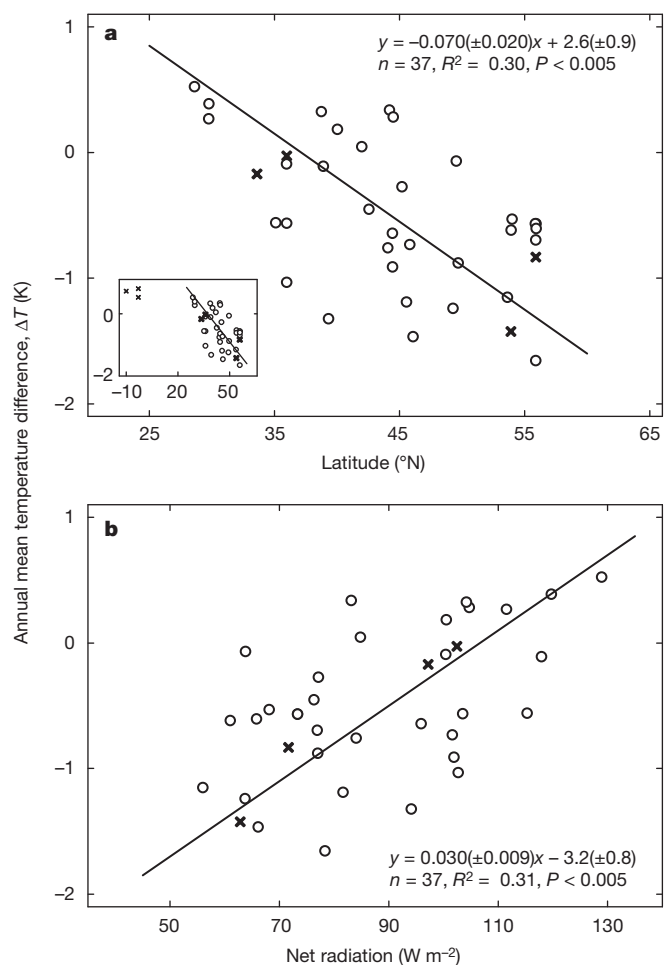 Annual mean temperature difference, ΔT (K)
a
y = –0.070(±0.020)x + 2.6(±0.9)
n = 37, R² = 0.30, P < 0.005
1
0
–1
–2
0
–2
–10
20
50
25
35
45
55
65
Latitude (°N)
b
1
0
–1
–2
y = 0.030(±0.009)x – 3.2(±0.8)
n = 37, R² = 0.31, P < 0.005
50
70
90
110
130
Net radiation (W m⁻²)